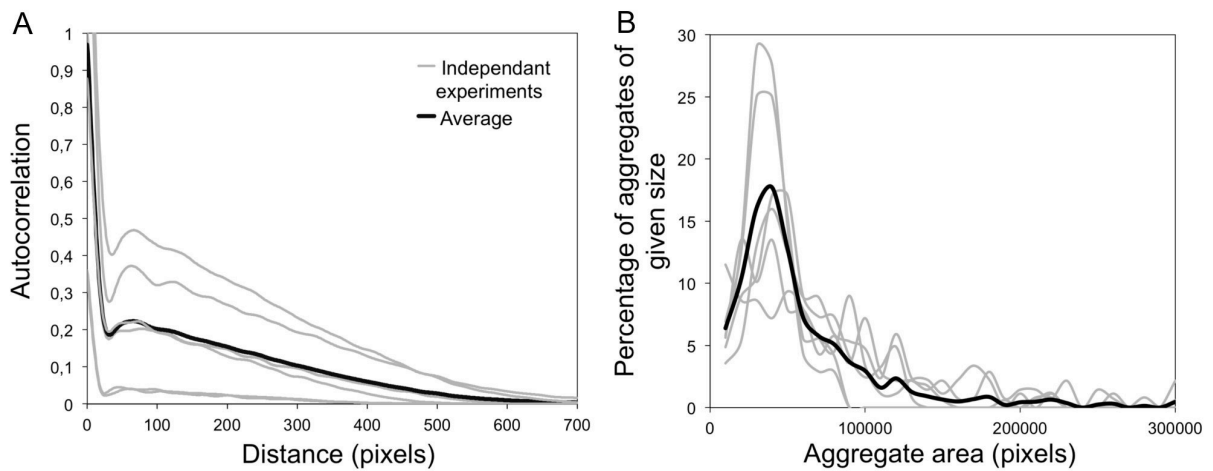 A
Autocorrelation
1
0,9
0,8
0,7
0,6
0,5
0,4
0,3
0,2
0,1
0
0 100 200 300 400 500 600 700
Distance (pixels)
Independant
experiments
Average
B
Percentage of aggregates of
given size
30
25
20
15
10
5
0
0 100000 200000 300000
Aggregate area (pixels)